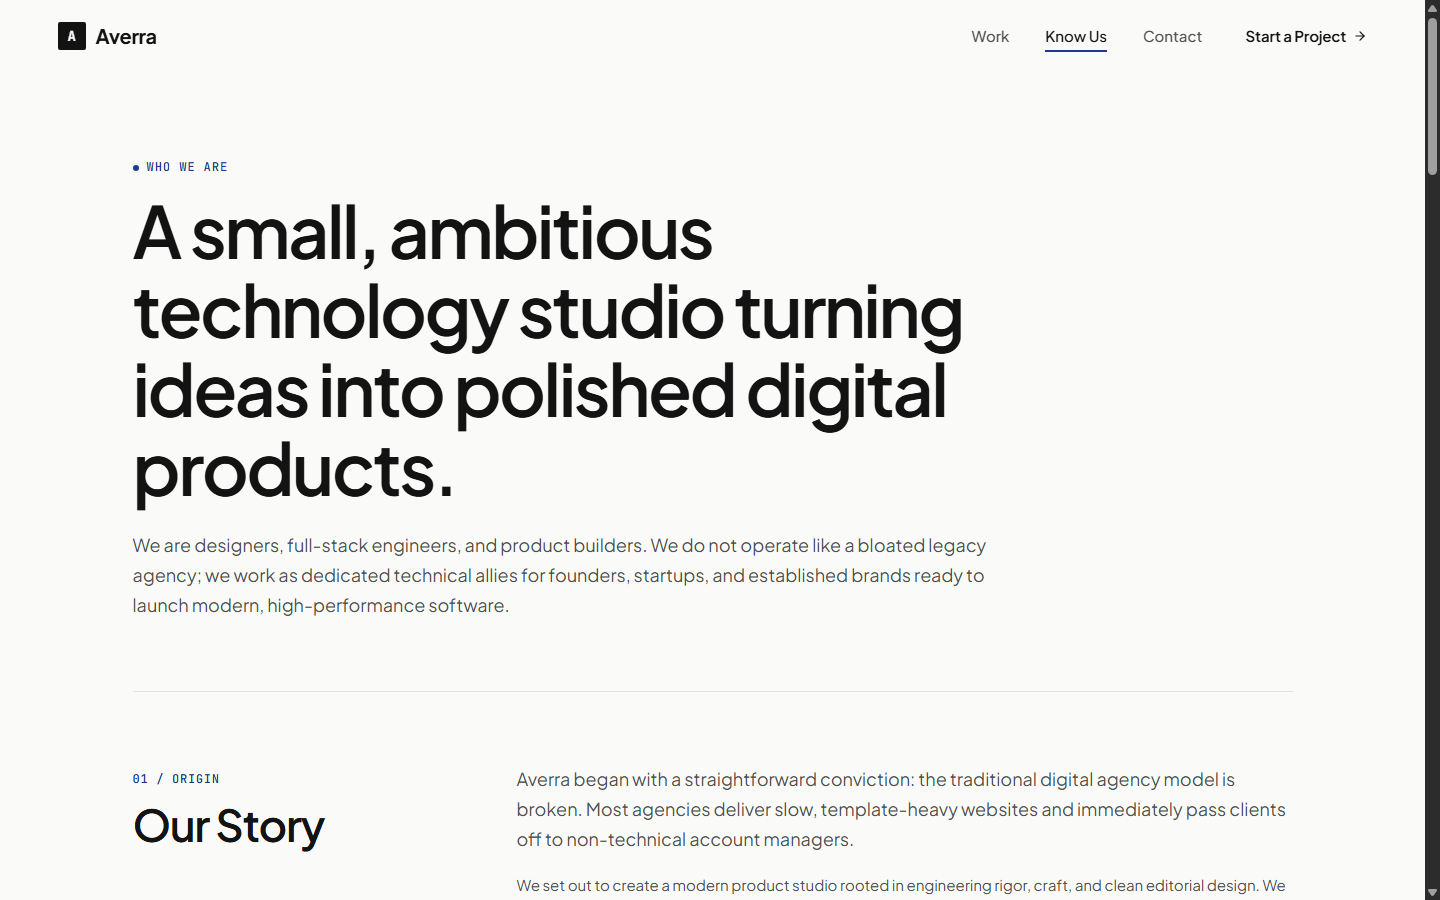 A Averra
Work Know Us Contact Start a Project →
WHO WE ARE
A small, ambitious
technology studio turning
ideas into polished digital
products.
We are designers, full-stack engineers, and product builders. We do not operate like a bloated legacy
agency; we work as dedicated technical allies for founders, startups, and established brands ready to
launch modern, high-performance software.
01 / ORIGIN
Our Story
Averra began with a straightforward conviction: the traditional digital agency model is
broken. Most agencies deliver slow, template-heavy websites and immediately pass clients
off to non-technical account managers.
We set out to create a modern product studio rooted in engineering rigor, craft, and clean editorial design. We